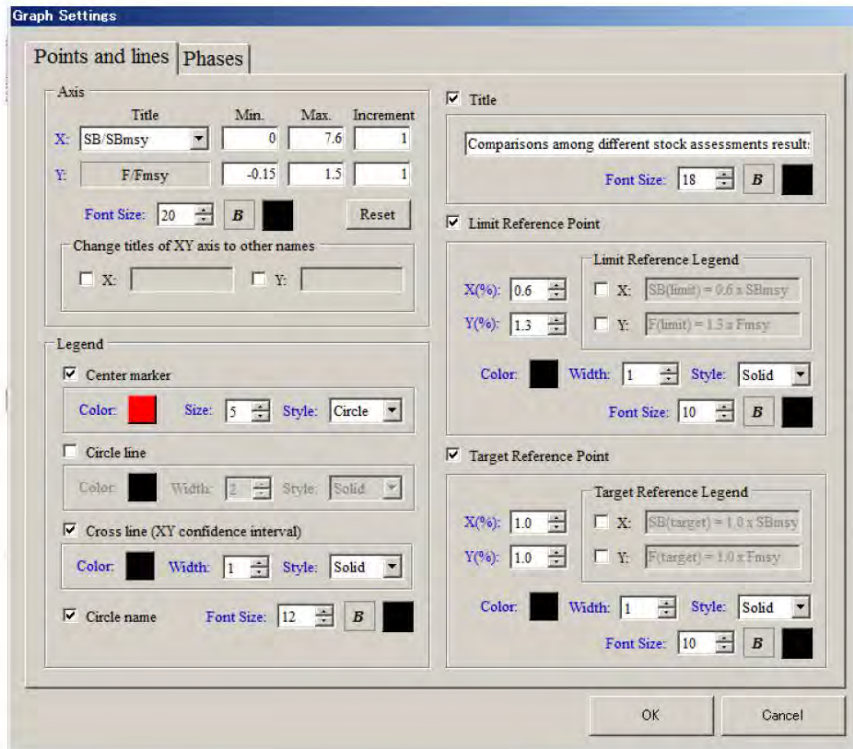 Graph Settings
Points and lines
Phases
Axis
Title Min. Max. Increment
X: SB/SBmsy 0 7.6 1
Y: F/Fmsy -0.15 1.5 1
Font Size: 20 B Reset
Change titles of XY axis to other names
X: Y:
Legend
Center marker
Color: Size: 5 Style: Circle
Circle line
Color: Width: 2 Style: Solid
Cross line (XY confidence interval)
Color: Width: 1 Style: Solid
Circle name Font Size: 12 B
Title
Comparisons among different stock assessments result
Font Size: 18 B
Limit Reference Point
Limit Reference Legend
X(%): 0.6 X: SB(limit) = 0.6 x SBmsy
Y(%): 1.3 Y: F(limit) = 1.3 x Fmsy
Color: Width: 1 Style: Solid
Font Size: 10 B
Target Reference Point
Target Reference Legend
X(%): 1.0 X: SB(target) = 1.0 x SBmsy
Y(%): 1.0 Y: F(target) = 1.0 x Fmsy
Color: Width: 1 Style: Solid
Font Size: 10 B
OK Cancel